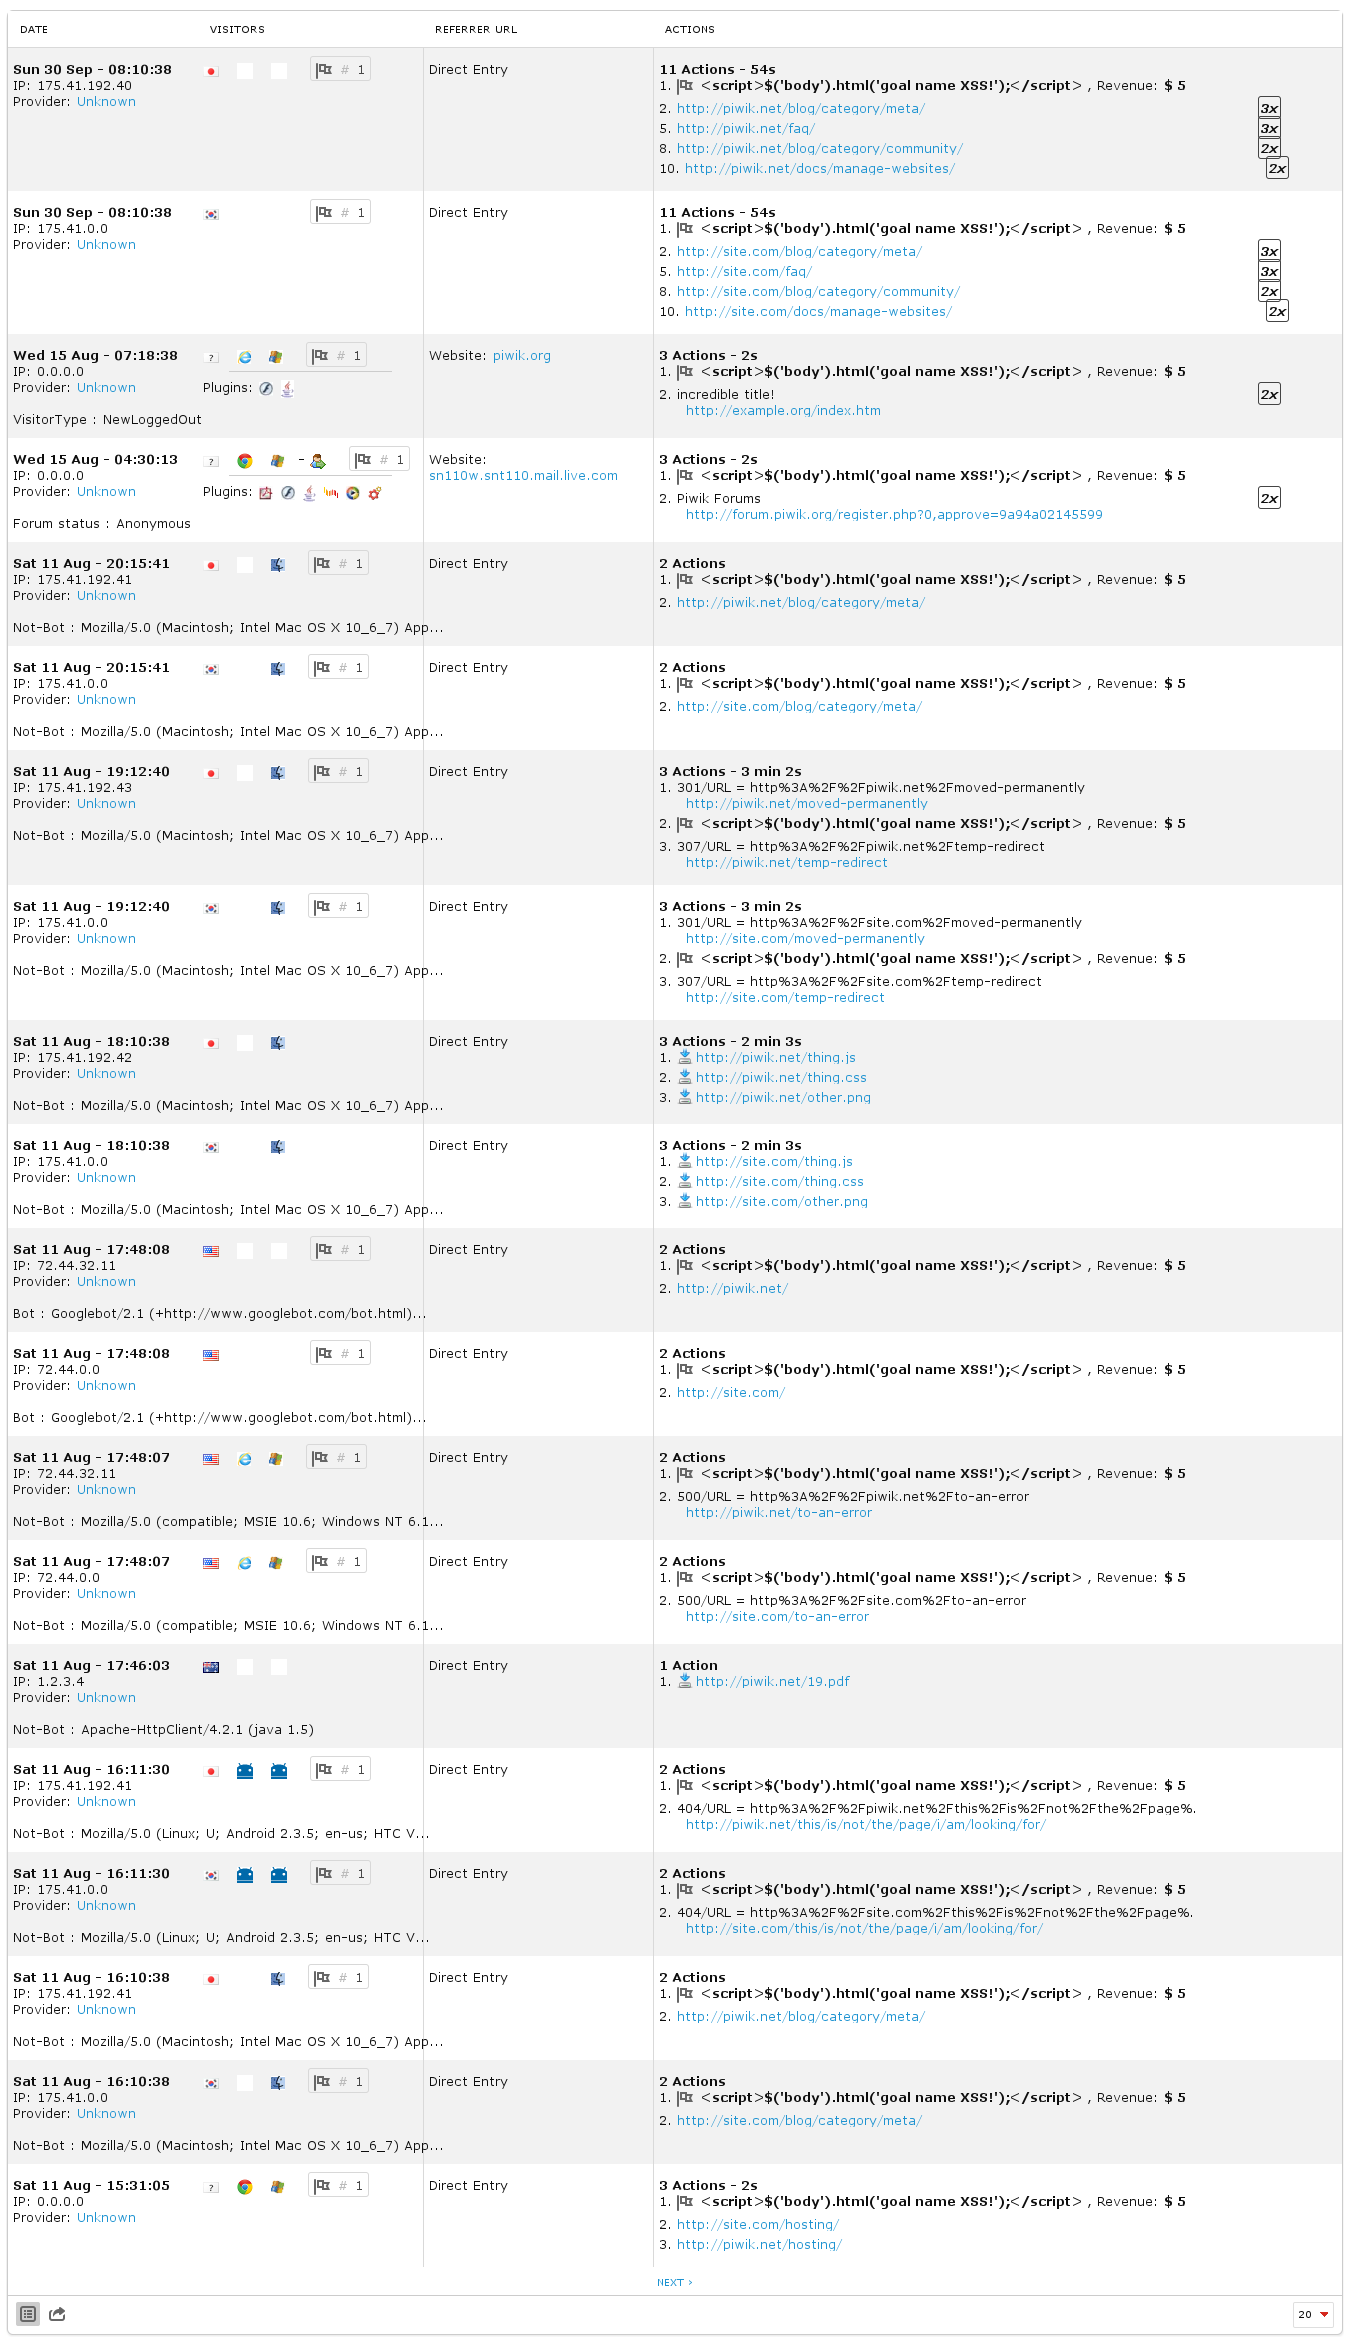 DATE VISITORS REFERRER URL ACTIONS
Sun 30 Sep - 08:10:38 # 1 Direct Entry 11 Actions - 54s
IP: 175.41.192.40 1. <script>$('body').html('goal name XSS!');</script> , Revenue: $ 5
Provider: Unknown 2. http://piwik.net/blog/category/meta/ 3x
5. http://piwik.net/faq/ 3x
8. http://piwik.net/blog/category/community/ 2x
10. http://piwik.net/docs/manage-websites/ 2x
Sun 30 Sep - 08:10:38 # 1 Direct Entry 11 Actions - 54s
IP: 175.41.0.0 1. <script>$('body').html('goal name XSS!');</script> , Revenue: $ 5
Provider: Unknown 2. http://site.com/blog/category/meta/ 3x
5. http://site.com/faq/ 3x
8. http://site.com/blog/category/community/ 2x
10. http://site.com/docs/manage-websites/ 2x
Wed 15 Aug - 07:18:38 ? # 1 Website: piwik.org 3 Actions - 2s
IP: 0.0.0.0 1. <script>$('body').html('goal name XSS!');</script> , Revenue: $ 5
Provider: Unknown Plugins: 2. incredible title! 2x
http://example.org/index.htm
VisitorType : NewLoggedOut
Wed 15 Aug - 04:30:13 ? - # 1 Website: 3 Actions - 2s
IP: 0.0.0.0 sn110w.snt110.mail.live.com 1. <script>$('body').html('goal name XSS!');</script> , Revenue: $ 5
Provider: Unknown Plugins: 2. Piwik Forums 2x
http://forum.piwik.org/register.php?0,approve=9a94a02145599
Forum status : Anonymous
Sat 11 Aug - 20:15:41 # 1 Direct Entry 2 Actions
IP: 175.41.192.41 1. <script>$('body').html('goal name XSS!');</script> , Revenue: $ 5
Provider: Unknown 2. http://piwik.net/blog/category/meta/
Not-Bot : Mozilla/5.0 (Macintosh; Intel Mac OS X 10_6_7) App...
Sat 11 Aug - 20:15:41 # 1 Direct Entry 2 Actions
IP: 175.41.0.0 1. <script>$('body').html('goal name XSS!');</script> , Revenue: $ 5
Provider: Unknown 2. http://site.com/blog/category/meta/
Not-Bot : Mozilla/5.0 (Macintosh; Intel Mac OS X 10_6_7) App...
Sat 11 Aug - 19:12:40 # 1 Direct Entry 3 Actions - 3 min 2s
IP: 175.41.192.43 1. 301/URL = http%3A%2F%2Fpiwik.net%2Fmoved-permanently
Provider: Unknown http://piwik.net/moved-permanently
2. <script>$('body').html('goal name XSS!');</script> , Revenue: $ 5
Not-Bot : Mozilla/5.0 (Macintosh; Intel Mac OS X 10_6_7) App...
3. 307/URL = http%3A%2F%2Fpiwik.net%2Ftemp-redirect
http://piwik.net/temp-redirect
Sat 11 Aug - 19:12:40 # 1 Direct Entry 3 Actions - 3 min 2s
IP: 175.41.0.0 1. 301/URL = http%3A%2F%2Fsite.com%2Fmoved-permanently
Provider: Unknown http://site.com/moved-permanently
2. <script>$('body').html('goal name XSS!');</script> , Revenue: $ 5
Not-Bot : Mozilla/5.0 (Macintosh; Intel Mac OS X 10_6_7) App...
3. 307/URL = http%3A%2F%2Fsite.com%2Ftemp-redirect
http://site.com/temp-redirect
Sat 11 Aug - 18:10:38 Direct Entry 3 Actions - 2 min 3s
IP: 175.41.192.42 1. http://piwik.net/thing.js
Provider: Unknown 2. http://piwik.net/thing.css
3. http://piwik.net/other.png
Not-Bot : Mozilla/5.0 (Macintosh; Intel Mac OS X 10_6_7) App...
Sat 11 Aug - 18:10:38 Direct Entry 3 Actions - 2 min 3s
IP: 175.41.0.0 1. http://site.com/thing.js
Provider: Unknown 2. http://site.com/thing.css
3. http://site.com/other.png
Not-Bot : Mozilla/5.0 (Macintosh; Intel Mac OS X 10_6_7) App...
Sat 11 Aug - 17:48:08 # 1 Direct Entry 2 Actions
IP: 72.44.32.11 1. <script>$('body').html('goal name XSS!');</script> , Revenue: $ 5
Provider: Unknown 2. http://piwik.net/
Bot : Googlebot/2.1 (+http://www.googlebot.com/bot.html)...
Sat 11 Aug - 17:48:08 # 1 Direct Entry 2 Actions
IP: 72.44.0.0 1. <script>$('body').html('goal name XSS!');</script> , Revenue: $ 5
Provider: Unknown 2. http://site.com/
Bot : Googlebot/2.1 (+http://www.googlebot.com/bot.html)...
Sat 11 Aug - 17:48:07 # 1 Direct Entry 2 Actions
IP: 72.44.32.11 1. <script>$('body').html('goal name XSS!');</script> , Revenue: $ 5
Provider: Unknown 2. 500/URL = http%3A%2F%2Fpiwik.net%2Fto-an-error
http://piwik.net/to-an-error
Not-Bot : Mozilla/5.0 (compatible; MSIE 10.6; Windows NT 6.1...
Sat 11 Aug - 17:48:07 # 1 Direct Entry 2 Actions
IP: 72.44.0.0 1. <script>$('body').html('goal name XSS!');</script> , Revenue: $ 5
Provider: Unknown 2. 500/URL = http%3A%2F%2Fsite.com%2Fto-an-error
http://site.com/to-an-error
Not-Bot : Mozilla/5.0 (compatible; MSIE 10.6; Windows NT 6.1...
Sat 11 Aug - 17:46:03 Direct Entry 1 Action
IP: 1.2.3.4 1. http://piwik.net/19.pdf
Provider: Unknown
Not-Bot : Apache-HttpClient/4.2.1 (java 1.5)
Sat 11 Aug - 16:11:30 # 1 Direct Entry 2 Actions
IP: 175.41.192.41 1. <script>$('body').html('goal name XSS!');</script> , Revenue: $ 5
Provider: Unknown 2. 404/URL = http%3A%2F%2Fpiwik.net%2Fthis%2Fis%2Fnot%2Fthe%2Fpage%.
http://piwik.net/this/is/not/the/page/i/am/looking/for/
Not-Bot : Mozilla/5.0 (Linux; U; Android 2.3.5; en-us; HTC V...
Sat 11 Aug - 16:11:30 # 1 Direct Entry 2 Actions
IP: 175.41.0.0 1. <script>$('body').html('goal name XSS!');</script> , Revenue: $ 5
Provider: Unknown 2. 404/URL = http%3A%2F%2Fsite.com%2Fthis%2Fis%2Fnot%2Fthe%2Fpage%.
http://site.com/this/is/not/the/page/i/am/looking/for/
Not-Bot : Mozilla/5.0 (Linux; U; Android 2.3.5; en-us; HTC V...
Sat 11 Aug - 16:10:38 # 1 Direct Entry 2 Actions
IP: 175.41.192.41 1. <script>$('body').html('goal name XSS!');</script> , Revenue: $ 5
Provider: Unknown 2. http://piwik.net/blog/category/meta/
Not-Bot : Mozilla/5.0 (Macintosh; Intel Mac OS X 10_6_7) App...
Sat 11 Aug - 16:10:38 # 1 Direct Entry 2 Actions
IP: 175.41.0.0 1. <script>$('body').html('goal name XSS!');</script> , Revenue: $ 5
Provider: Unknown 2. http://site.com/blog/category/meta/
Not-Bot : Mozilla/5.0 (Macintosh; Intel Mac OS X 10_6_7) App...
Sat 11 Aug - 15:31:05 ? # 1 Direct Entry 3 Actions - 2s
IP: 0.0.0.0 1. <script>$('body').html('goal name XSS!');</script> , Revenue: $ 5
Provider: Unknown 2. http://site.com/hosting/
3. http://piwik.net/hosting/
NEXT ›
20